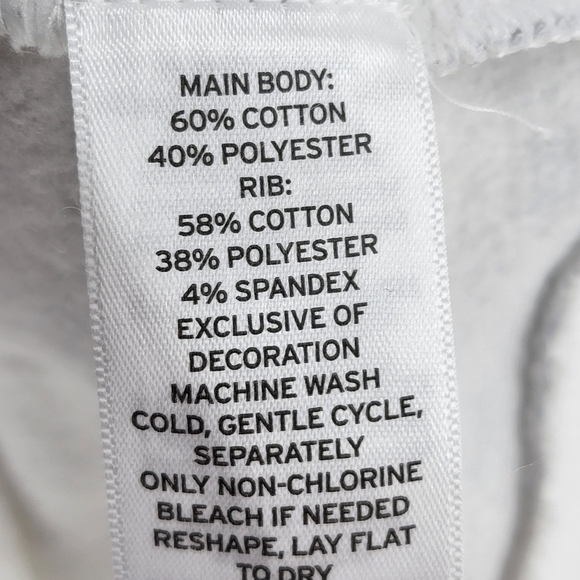 MAIN BODY:
60% COTTON
40% POLYESTER
RIB:
58% COTTON
38% POLYESTER
4% SPANDEX
EXCLUSIVE OF
DECORATION
MACHINE WASH
COLD, GENTLE CYCLE,
SEPARATELY
ONLY NON-CHLORINE
BLEACH IF NEEDED
RESHAPE, LAY FLAT
TO DRY